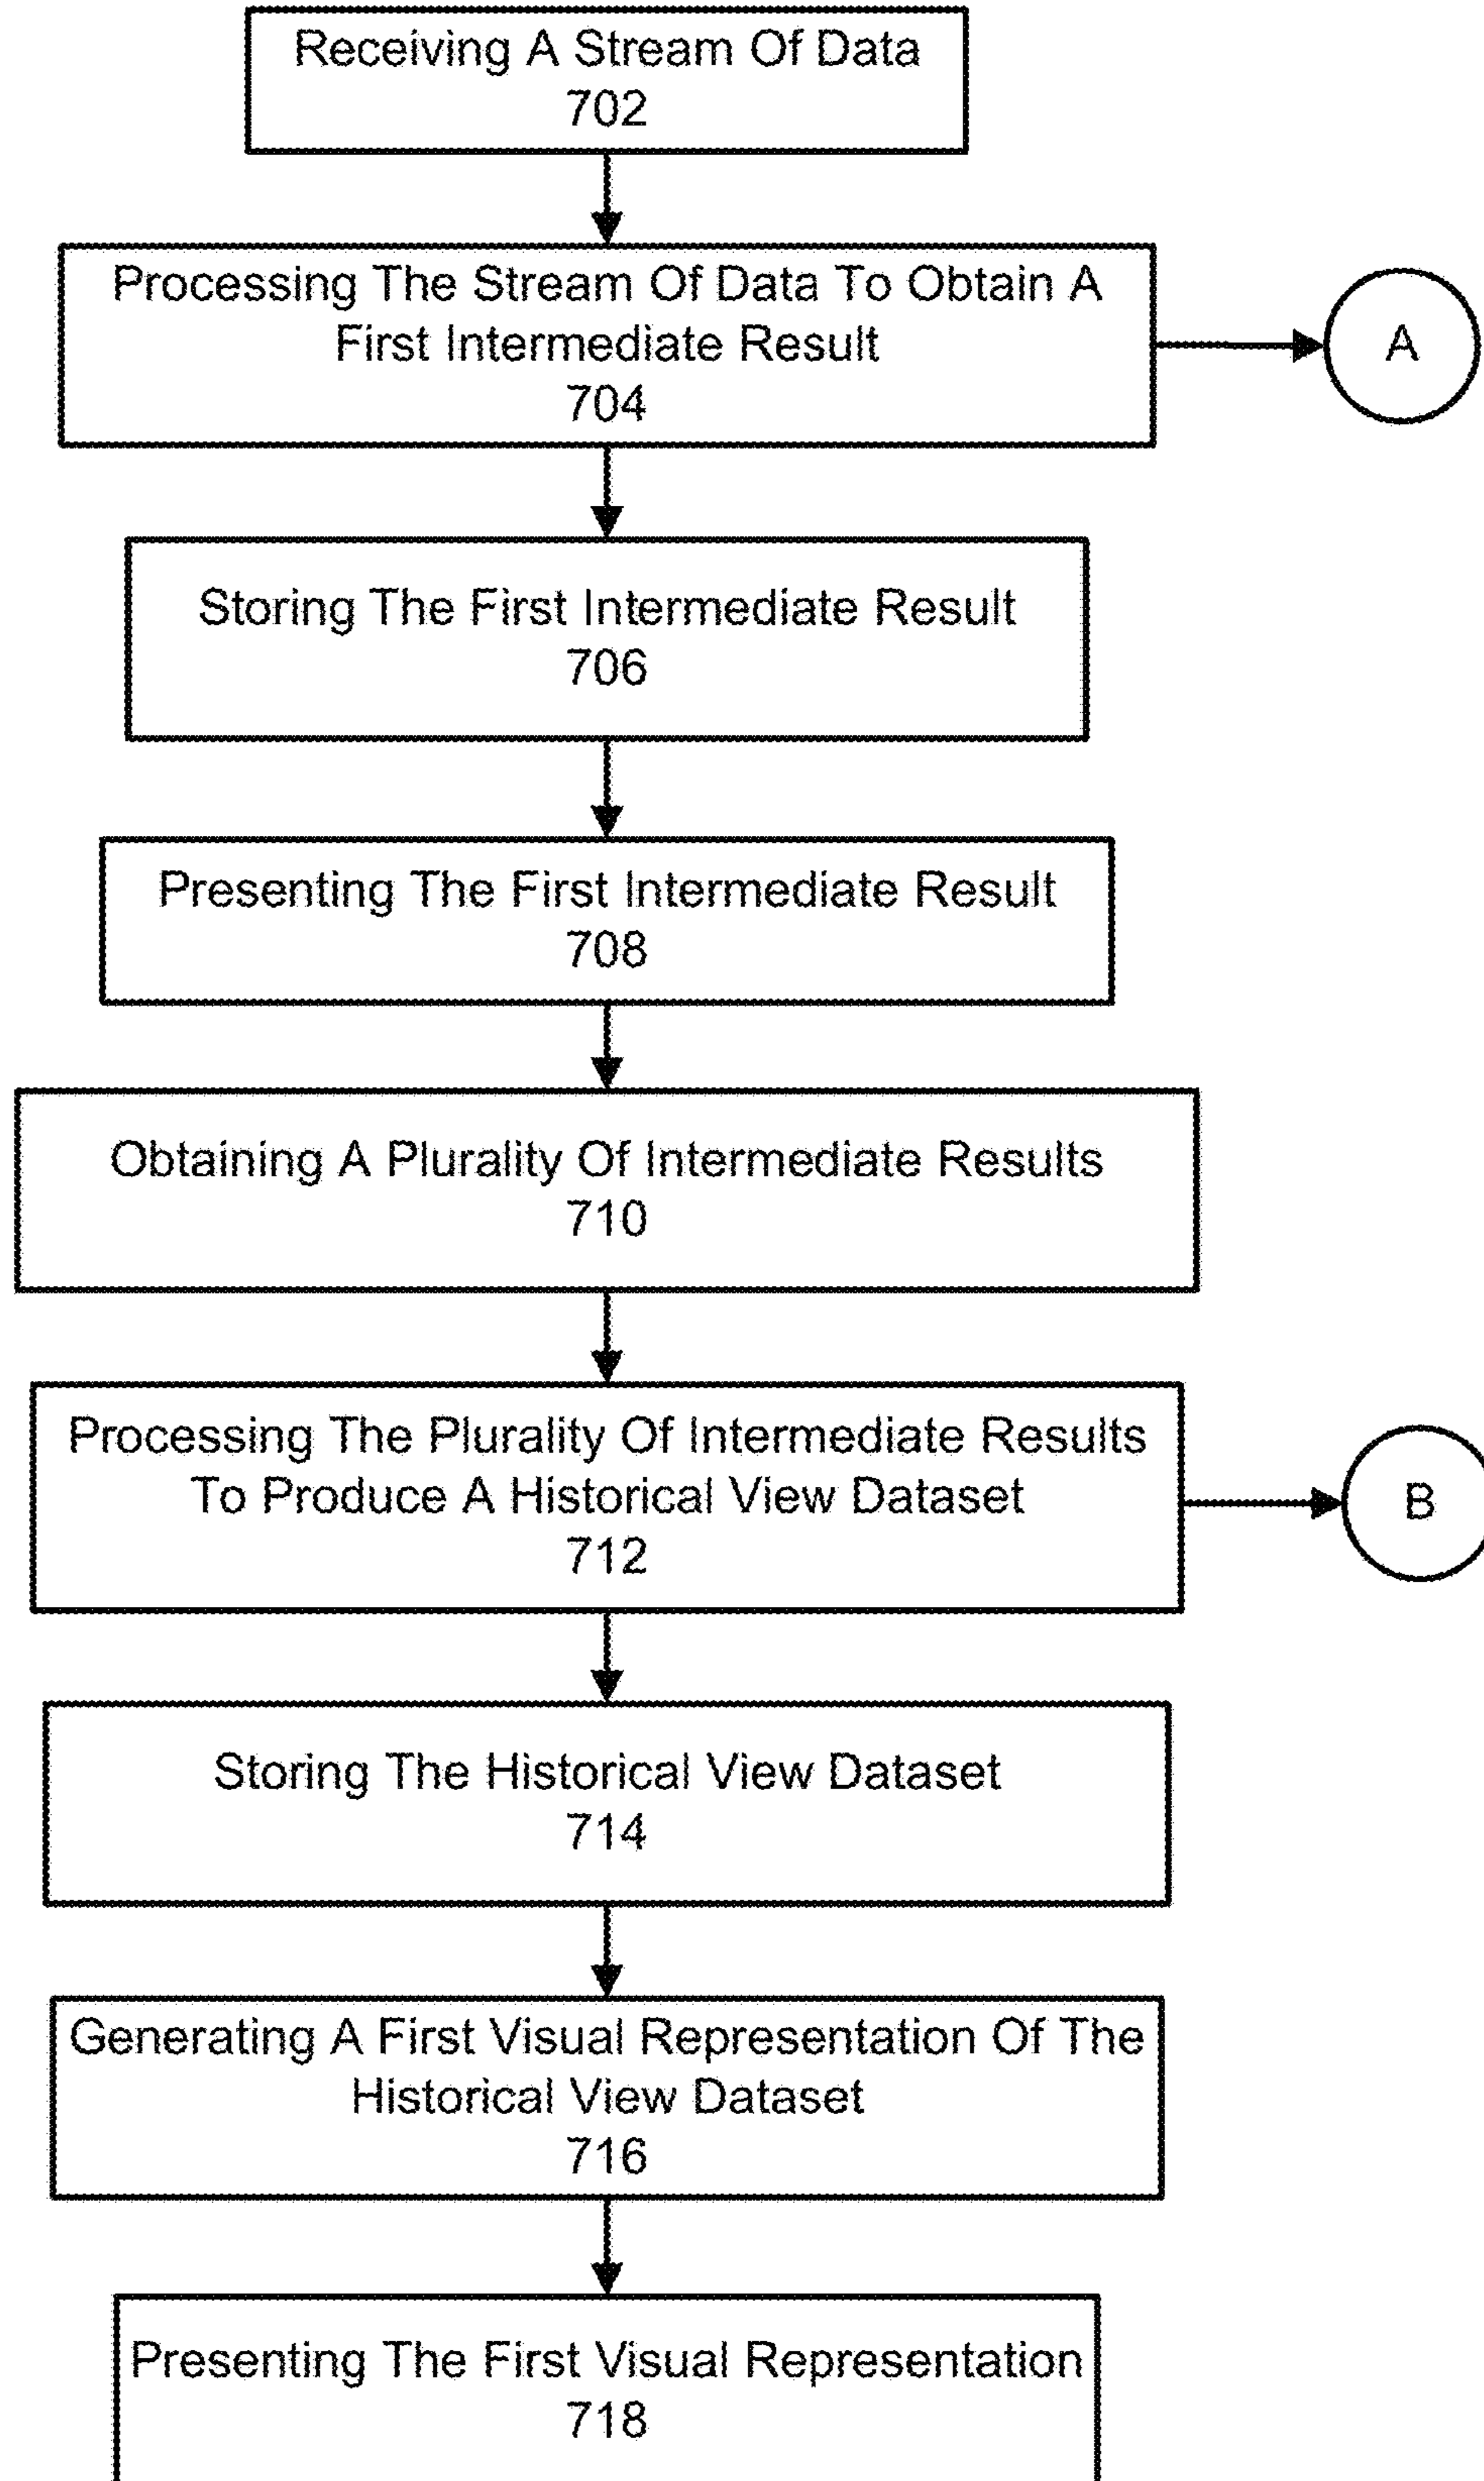 Receiving A Stream Of Data
702
Processing The Stream Of Data To Obtain A
First Intermediate Result
704
A
Storing The First Intermediate Result
706
Presenting The First Intermediate Result
708
Obtaining A Plurality Of Intermediate Results
710
Processing The Plurality Of Intermediate Results
To Produce A Historical View Dataset
712
B
Storing The Historical View Dataset
714
Generating A First Visual Representation Of The
Historical View Dataset
716
Presenting The First Visual Representation
718